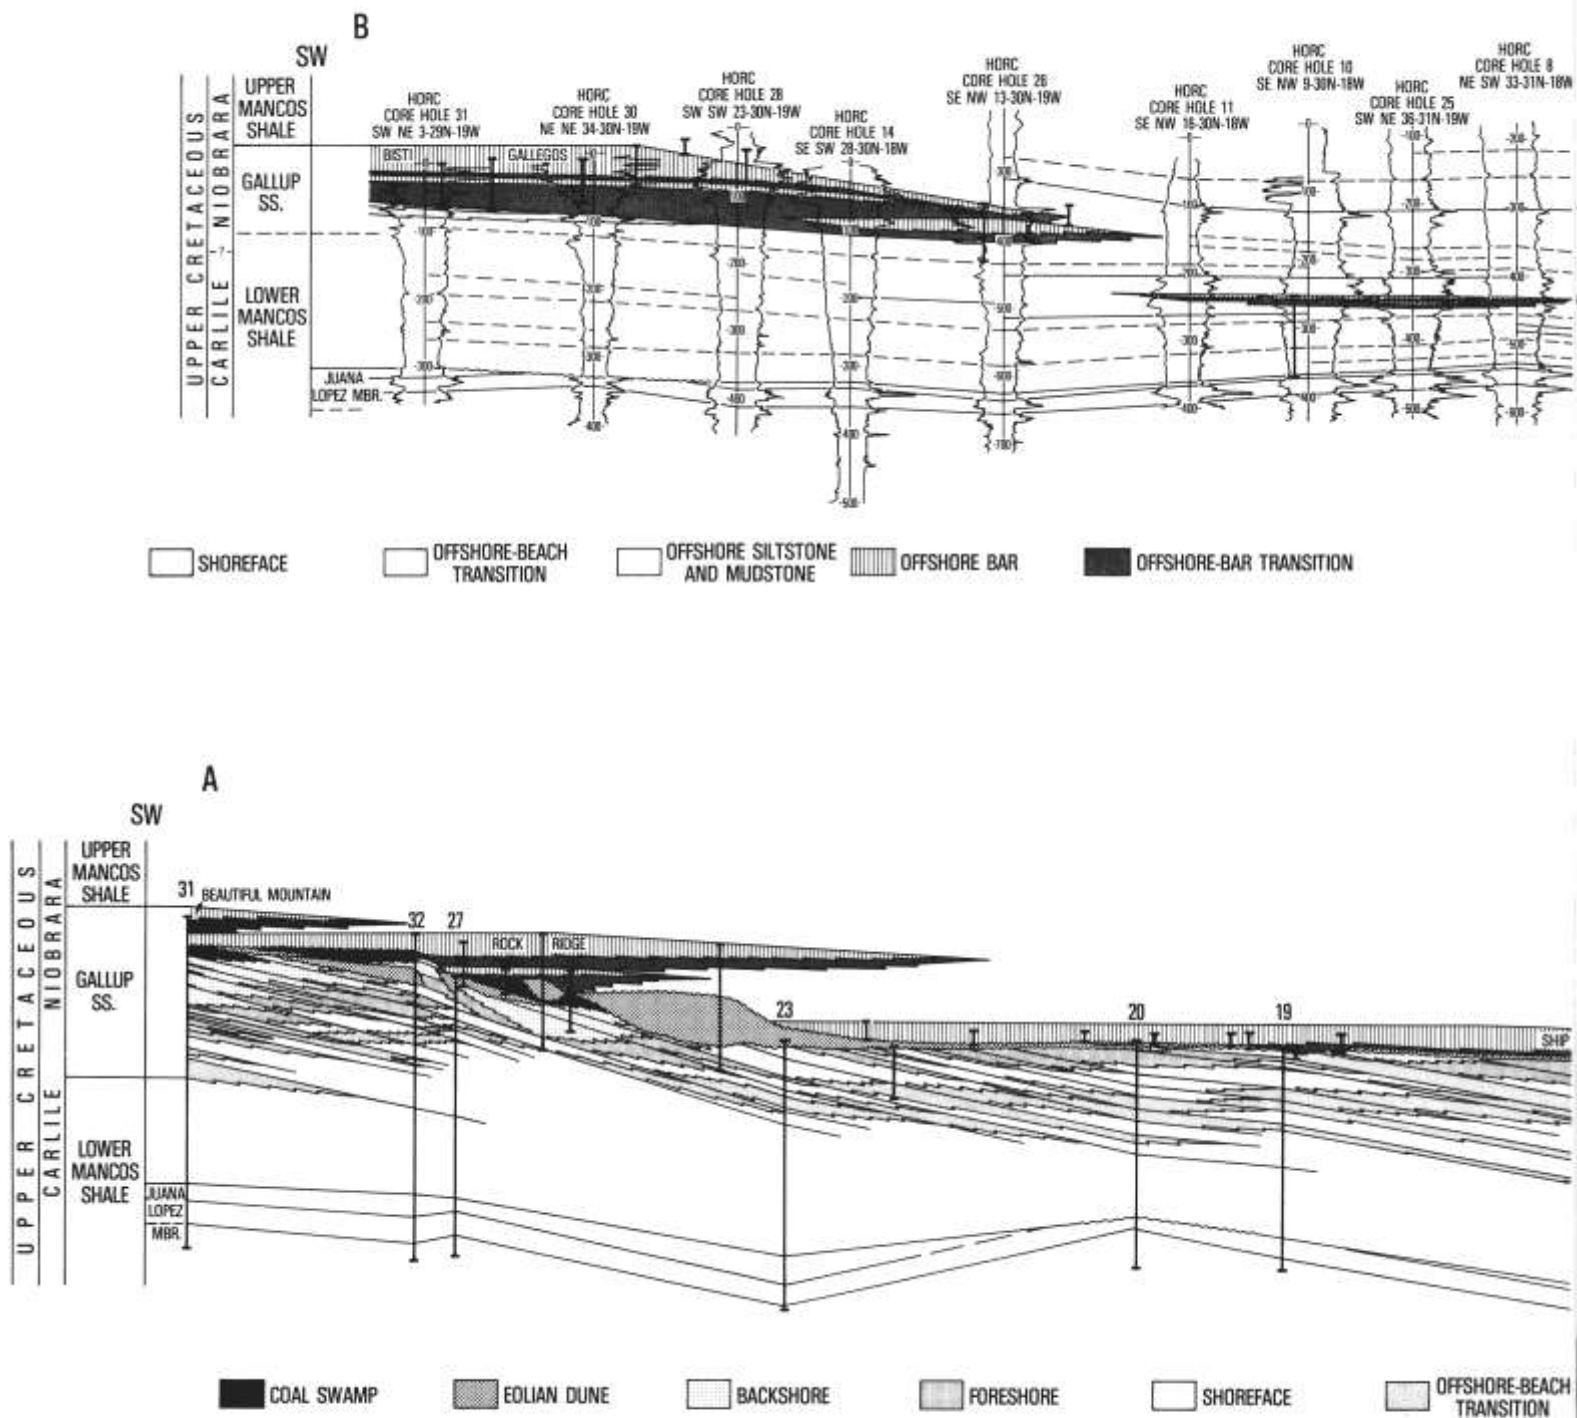 B
SW
UPPER CRETACEOUS
CARLILE -?- NIOBRARA
UPPER
MANCOS
SHALE
GALLUP
SS.
LOWER
MANCOS
SHALE
JUANA
LOPEZ MBR.
HORC
CORE HOLE 31
SW NE 3-29N-19W
HORC
CORE HOLE 30
NE NE 34-30N-19W
HORC
CORE HOLE 28
SW SW 23-30N-19W
HORC
CORE HOLE 14
SE SW 28-30N-18W
HORC
CORE HOLE 26
SE NW 13-30N-19W
HORC
CORE HOLE 11
SE NW 16-30N-18W
HORC
CORE HOLE 10
SE NW 9-30N-18W
HORC
CORE HOLE 25
SW NE 36-31N-19W
HORC
CORE HOLE 8
NE SW 33-31N-18W
BISTI
GALLEGOS
SHOREFACE
OFFSHORE-BEACH
TRANSITION
OFFSHORE SILTSTONE
AND MUDSTONE
OFFSHORE BAR
OFFSHORE-BAR TRANSITION
A
SW
UPPER CRETACEOUS
CARLILE NIOBRARA
UPPER
MANCOS
SHALE
GALLUP
SS.
LOWER
MANCOS
SHALE
JUANA
LOPEZ
MBR.
31 BEAUTIFUL MOUNTAIN
32 27
ROCK RIDGE
23
20
19
SHIP
COAL SWAMP
EOLIAN DUNE
BACKSHORE
FORESHORE
SHOREFACE
OFFSHORE-BEACH
TRANSITION